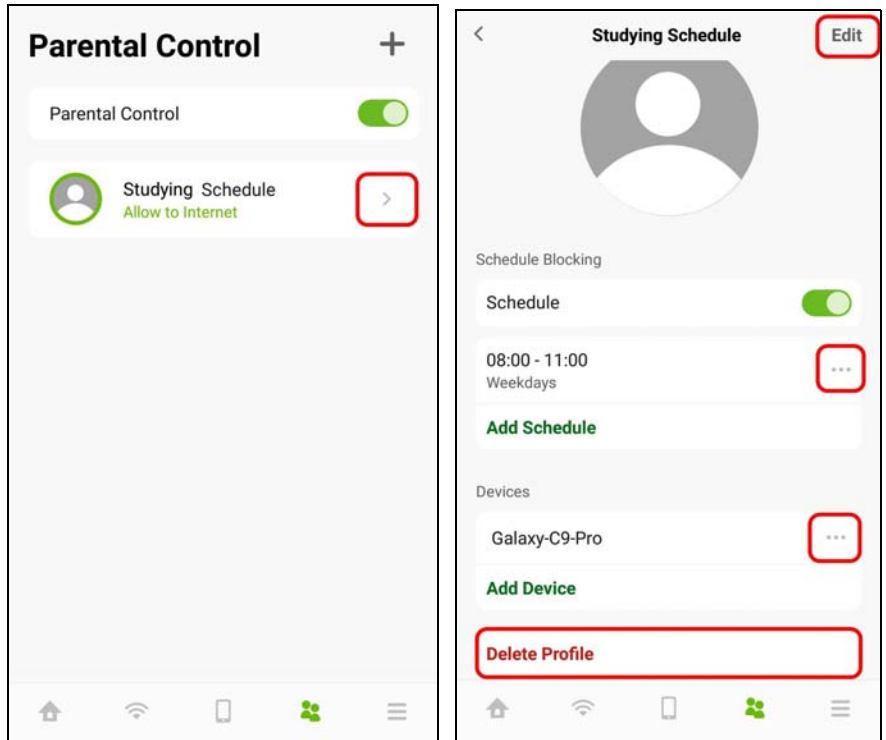 Parental Control
Parental Control
Studying Schedule
Allow to Internet
Studying Schedule
Edit
Schedule Blocking
Schedule
08:00 - 11:00
Weekdays
Add Schedule
Devices
Galaxy-C9-Pro
Add Device
Delete Profile